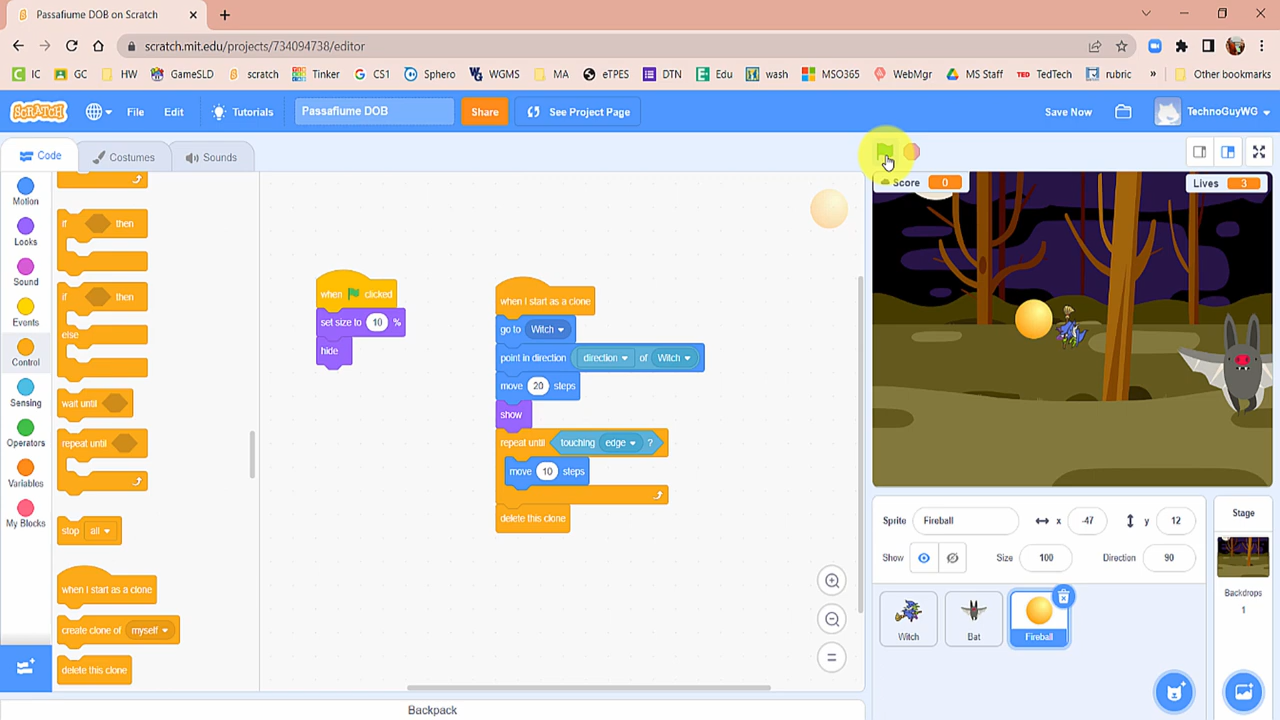 Passafiume DOB on Scratch
scratch.mit.edu/projects/734094738/editor
IC
GC
HW
GameSLD
scratch
Tinker
CS1
Sphero
WGMS
MA
eTPES
DTN
Edu
wash
MSO365
WebMgr
MS Staff
TED TedTech
rubric
»
Other bookmarks
SCRATCH
File
Edit
Tutorials
Passafiume DOB
Share
See Project Page
Save Now
TechnoGuyWG
Code
Costumes
Sounds
Motion
Looks
Sound
Events
Control
Sensing
Operators
Variables
My Blocks
if then
if then
else
wait until
repeat until
stop all
when I start as a clone
create clone of myself
delete this clone
when clicked
set size to 10 %
hide
when I start as a clone
go to Witch
point in direction direction of Witch
move 20 steps
show
repeat until touching edge ?
move 10 steps
delete this clone
Score 0
Lives 3
Sprite Fireball x -47 y 12
Show Size 100 Direction 90
Witch
Bat
Fireball
Stage
Backdrops
1
Backpack